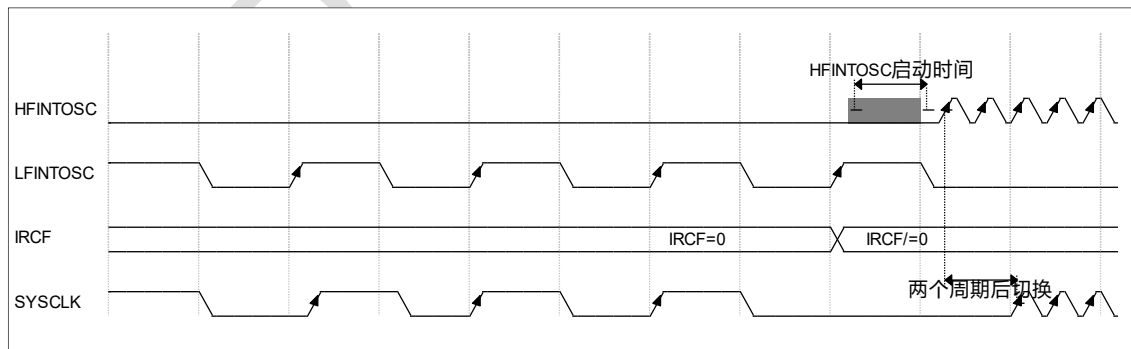 HFINTOSC启动时间
HFINTOSC
LFINTOSC
IRCF
IRCF=0
IRCF/=0
两个周期后切换
SYSCLK